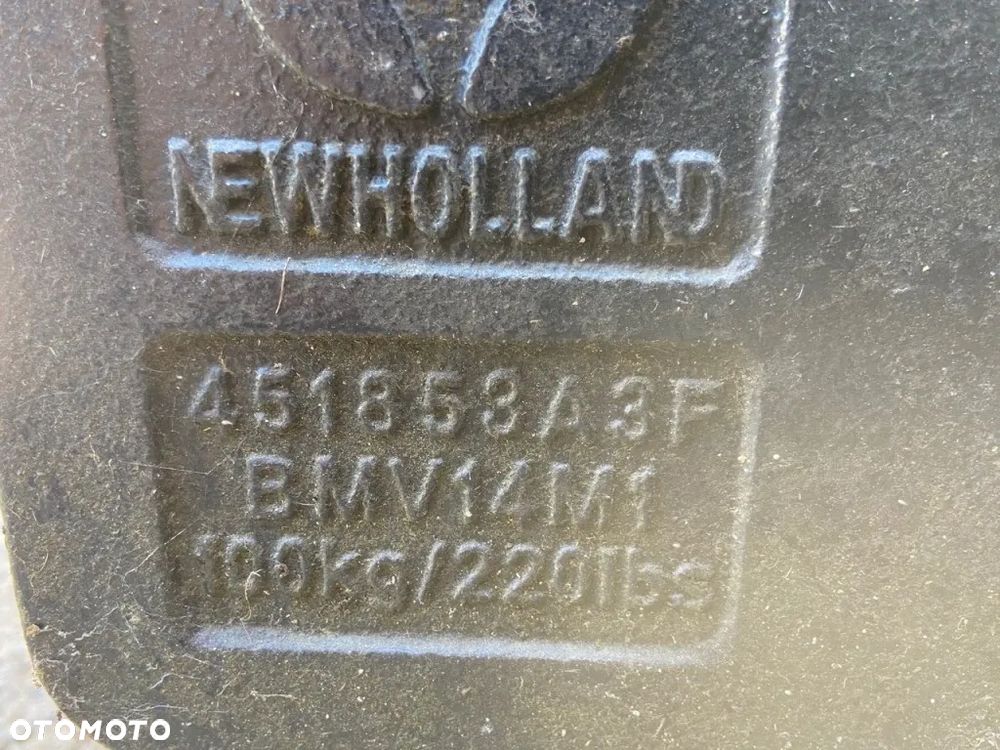 NEWHOLLAND
451853A3F
BMV14M1
100kg/220lbs
OTOMOTO